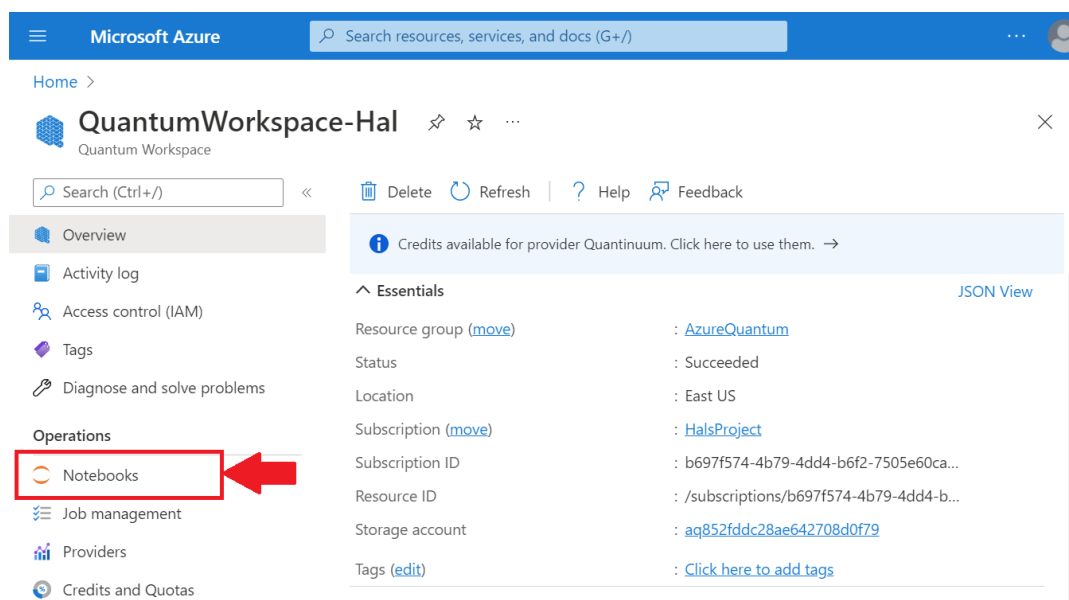 Microsoft Azure
Search resources, services, and docs (G+/)
Home
QuantumWorkspace-Hal
Quantum Workspace
Search (Ctrl+/)
Delete
Refresh
Help
Feedback
Overview
Activity log
Access control (IAM)
Tags
Diagnose and solve problems
Operations
Notebooks
Job management
Providers
Credits and Quotas
Credits available for provider Quantinuum. Click here to use them. →
Essentials
JSON View
Resource group (move) : AzureQuantum
Status : Succeeded
Location : East US
Subscription (move) : HalsProject
Subscription ID : b697f574-4b79-4dd4-b6f2-7505e60ca...
Resource ID : /subscriptions/b697f574-4b79-4dd4-b...
Storage account : aq852fddc28ae642708d0f79
Tags (edit) : Click here to add tags